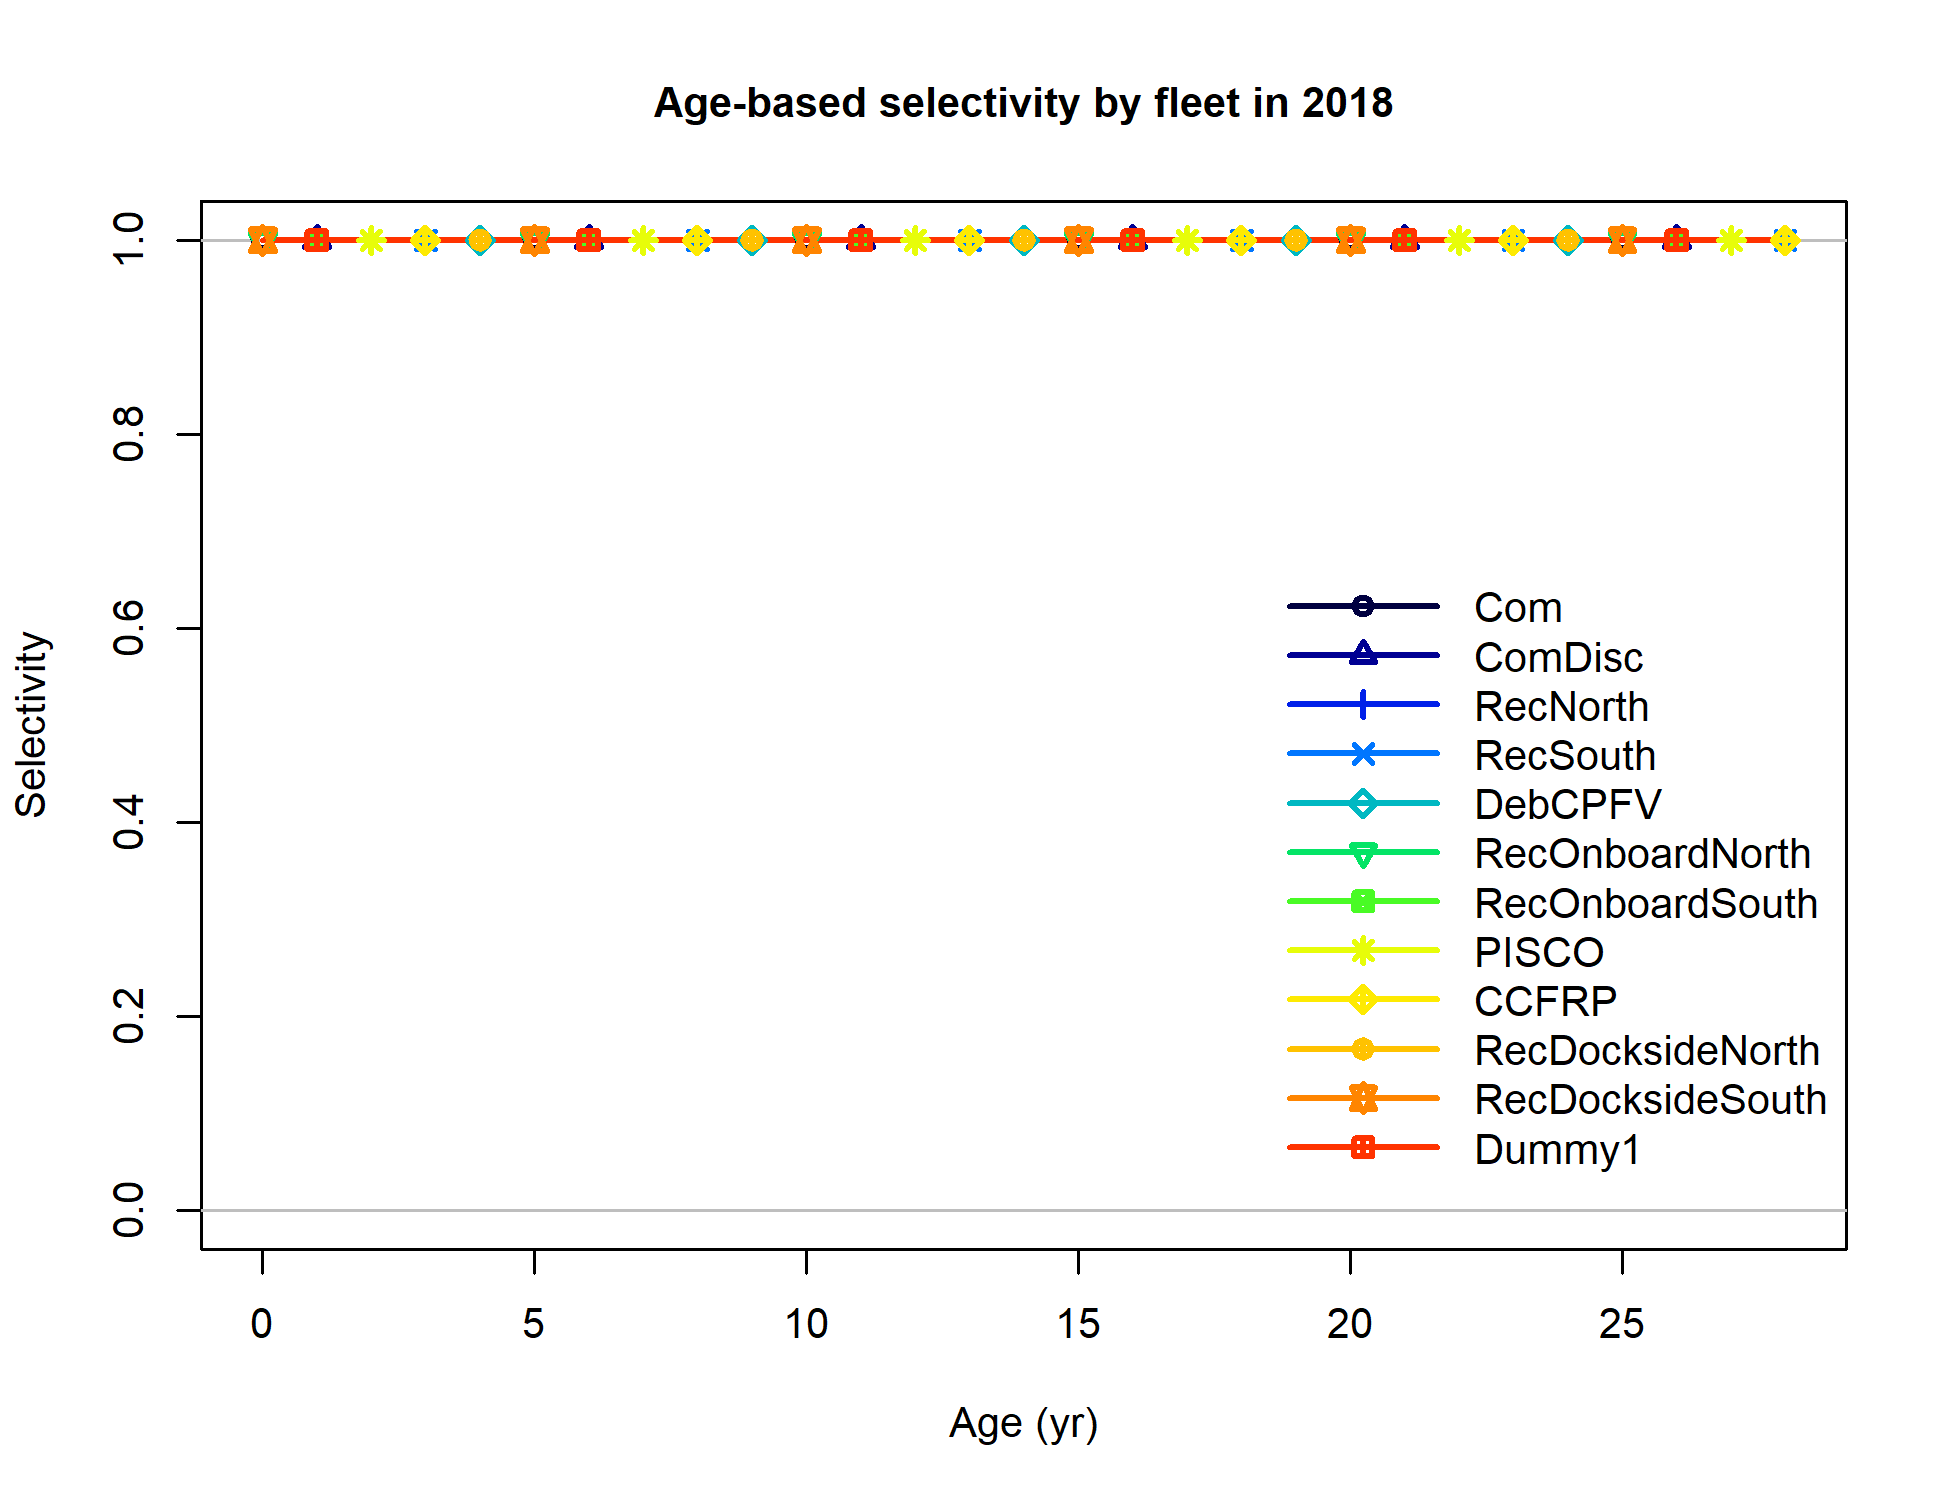 Age-based selectivity by fleet in 2018
Selectivity
1.0
0.8
0.6
0.4
0.2
0.0
Com
ComDisc
RecNorth
RecSouth
DebCPFV
RecOnboardNorth
RecOnboardSouth
PISCO
CCFRP
RecDocksideNorth
RecDocksideSouth
Dummy1
0 5 10 15 20 25
Age (yr)